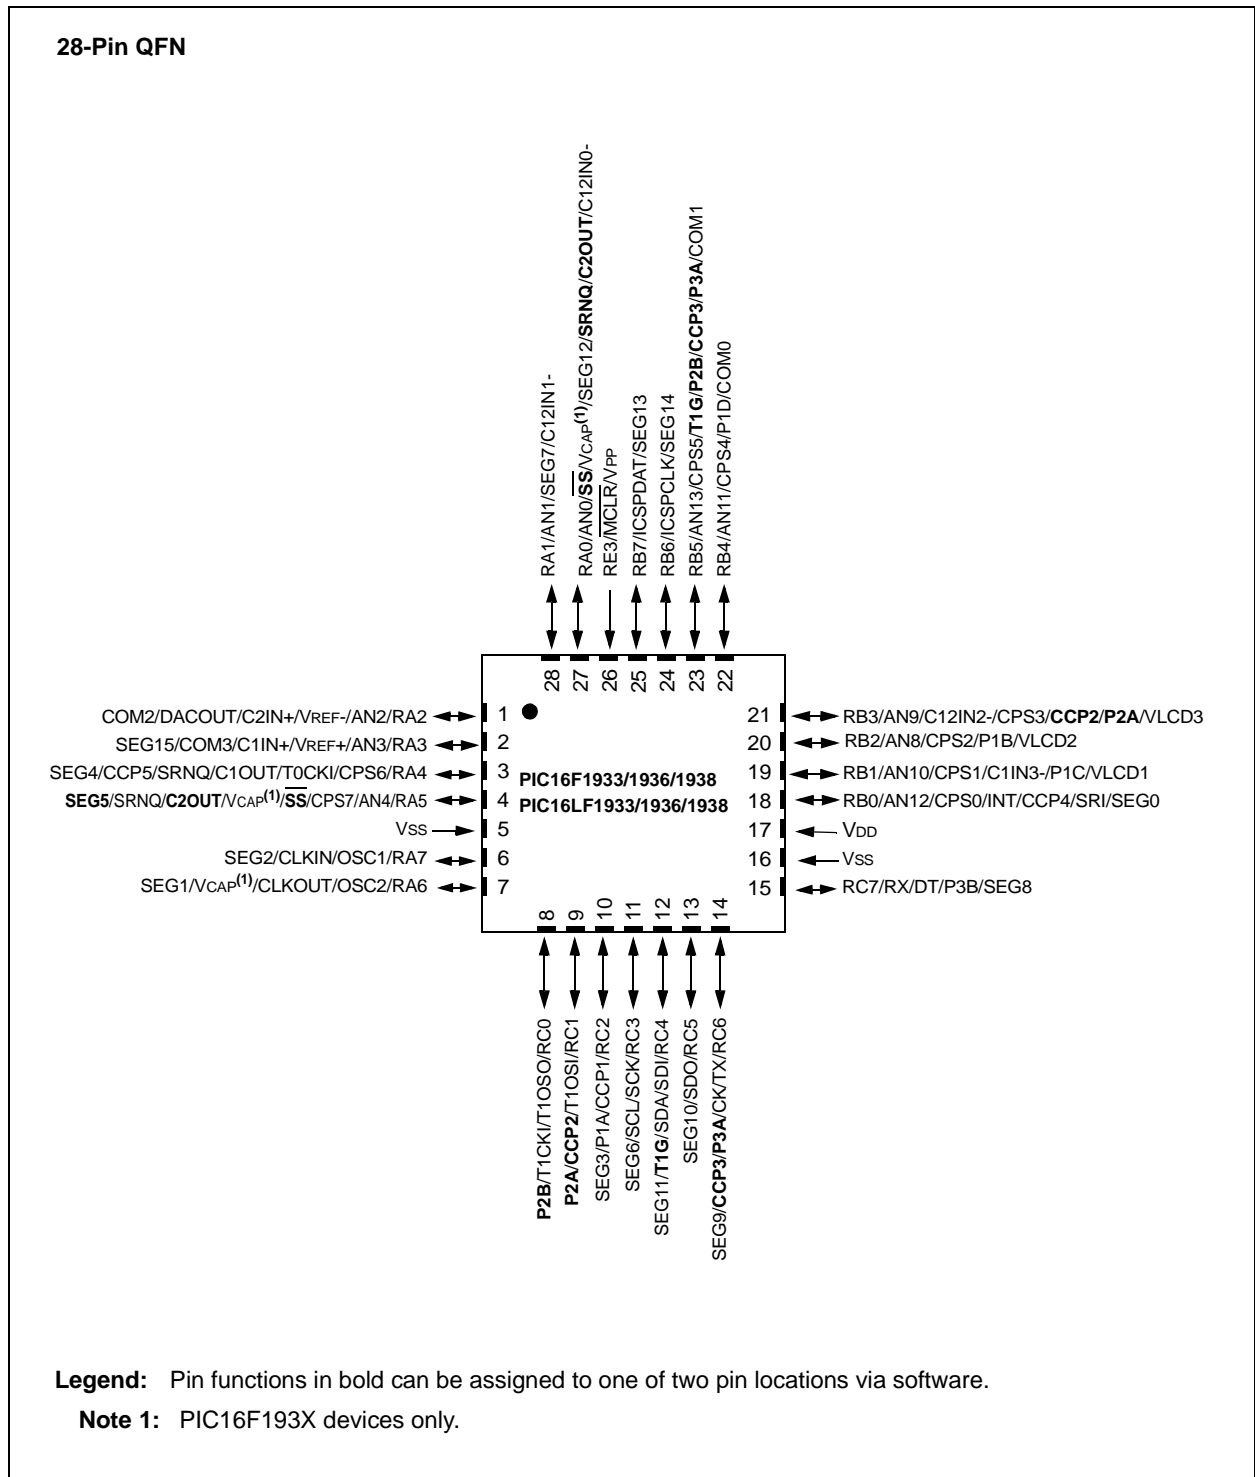 28-Pin QFN
RA1/AN1/SEG7/C12IN1-
RA0/AN0/SS/VCAP(1)/SEG12/SRNQ/C2OUT/C12IN0-
RE3/MCLR/VPP
RB7/ICSPDAT/SEG13
RB6/ICSPCLK/SEG14
RB5/AN13/CPS5/T1G/P2B/CCP3/P3A/COM1
RB4/AN11/CPS4/P1D/COM0
28 27 26 25 24 23 22
COM2/DACOUT/C2IN+/VREF-/AN2/RA2 1
SEG15/COM3/C1IN+/VREF+/AN3/RA3 2
SEG4/CCP5/SRNQ/C1OUT/T0CKI/CPS6/RA4 3
SEG5/SRNQ/C2OUT/VCAP(1)/SS/CPS7/AN4/RA5 4
VSS 5
SEG2/CLKIN/OSC1/RA7 6
SEG1/VCAP(1)/CLKOUT/OSC2/RA6 7
PIC16F1933/1936/1938
PIC16LF1933/1936/1938
21 RB3/AN9/C12IN2-/CPS3/CCP2/P2A/VLCD3
20 RB2/AN8/CPS2/P1B/VLCD2
19 RB1/AN10/CPS1/C1IN3-/P1C/VLCD1
18 RB0/AN12/CPS0/INT/CCP4/SRI/SEG0
17 VDD
16 VSS
15 RC7/RX/DT/P3B/SEG8
8 9 10 11 12 13 14
P2B/T1CKI/T1OSO/RC0
P2A/CCP2/T1OSI/RC1
SEG3/P1A/CCP1/RC2
SEG6/SCL/SCK/RC3
SEG11/T1G/SDA/SDI/RC4
SEG10/SDO/RC5
SEG9/CCP3/P3A/CK/TX/RC6
Legend: Pin functions in bold can be assigned to one of two pin locations via software.
Note 1: PIC16F193X devices only.